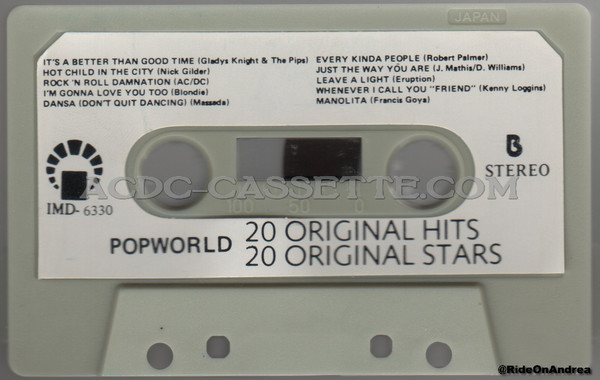 JAPAN
IT'S A BETTER THAN GOOD TIME (Gladys Knight & The Pips)
HOT CHILD IN THE CITY (Nick Gilder)
ROCK 'N ROLL DAMNATION (AC/DC)
I'M GONNA LOVE YOU TOO (Blondie)
DANSA (DON'T QUIT DANCING) (Massada)
EVERY KINDA PEOPLE (Robert Palmer)
JUST THE WAY YOU ARE (J. Mathis/D. Williams)
LEAVE A LIGHT (Eruption)
WHENEVER I CALL YOU "FRIEND" (Kenny Loggins)
MANOLITA (Francis Goya)
B
STEREO
ACDC-CASSETTE.COM
IMD-6330
100 50 0
POPWORLD 20 ORIGINAL HITS
20 ORIGINAL STARS
@RideOnAndrea